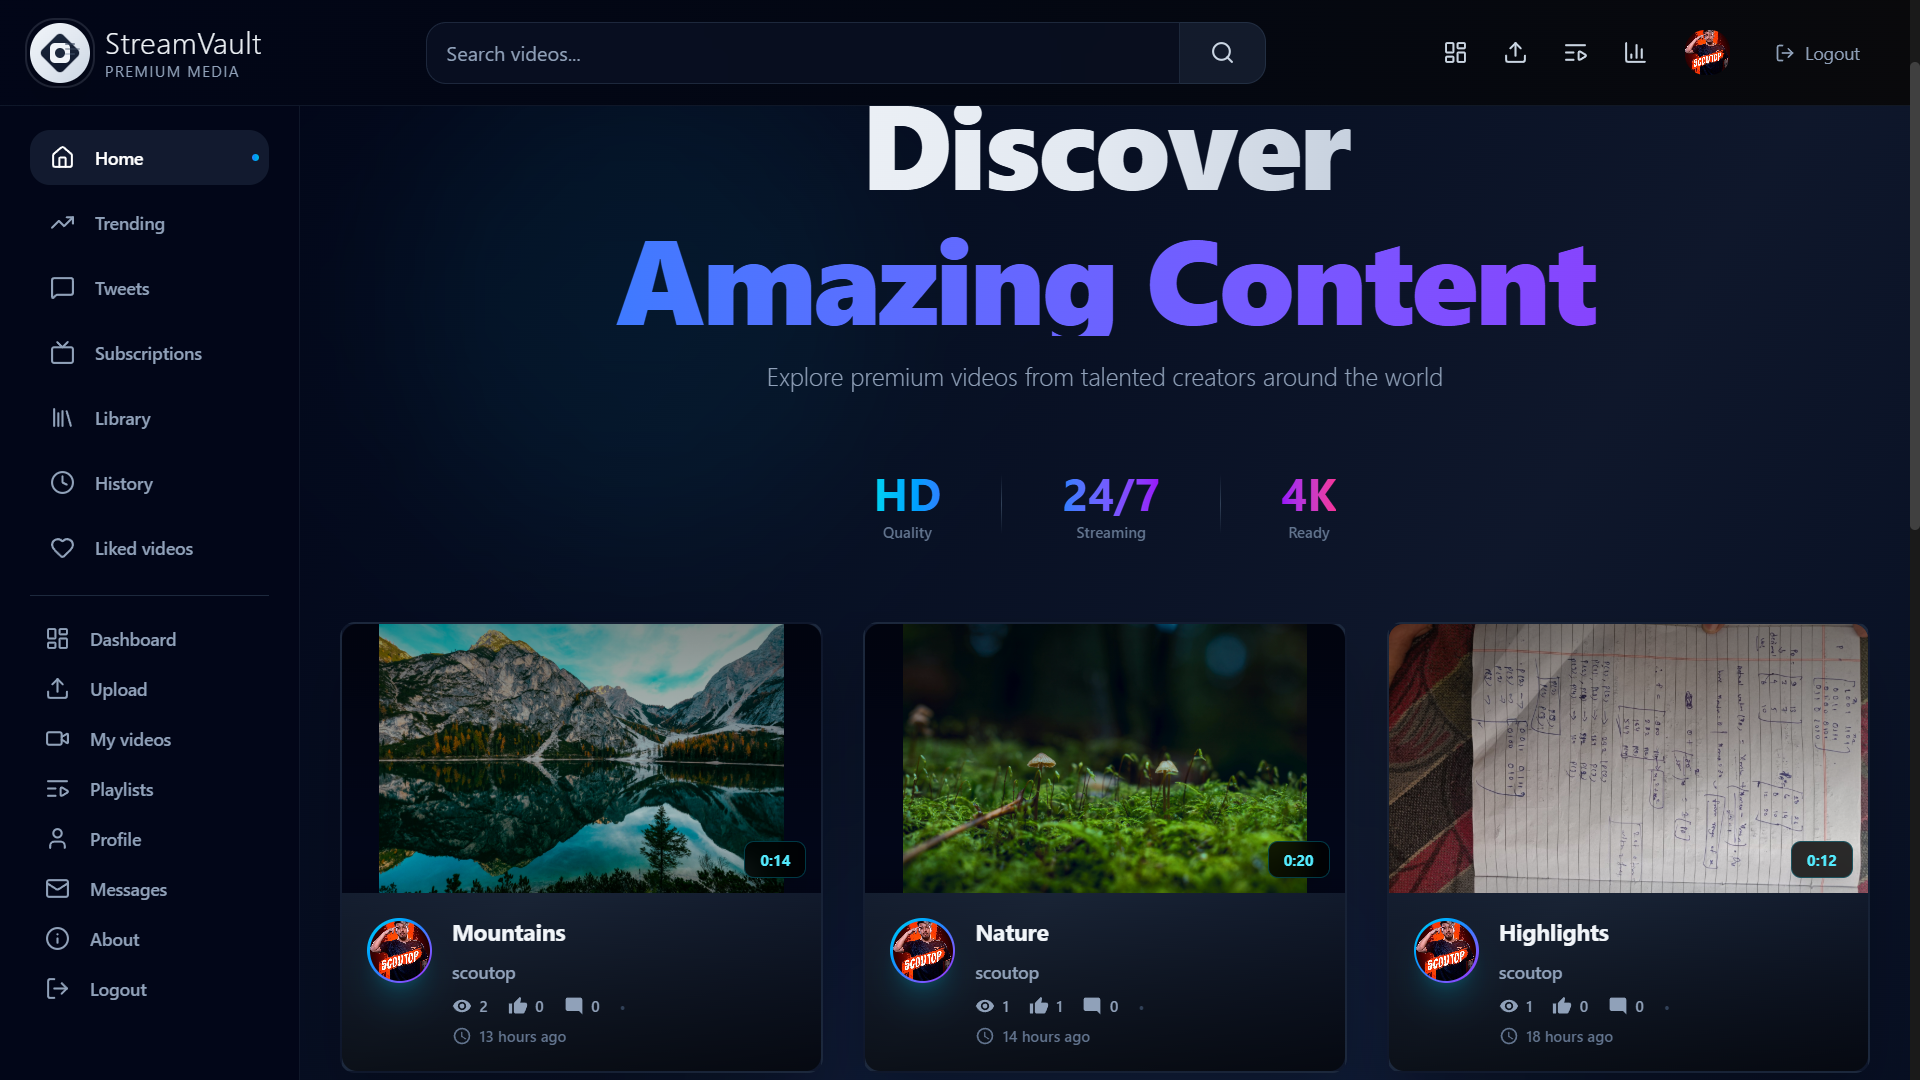 StreamVault
PREMIUM MEDIA
Search videos...
Logout
Home
Trending
Tweets
Subscriptions
Library
History
Liked videos
Dashboard
Upload
My videos
Playlists
Profile
Messages
About
Logout
Discover
Amazing Content
Explore premium videos from talented creators around the world
HD
Quality
24/7
Streaming
4K
Ready
0:14
SCOUTOP
Mountains
scoutop
2 0 0
13 hours ago
0:20
SCOUTOP
Nature
scoutop
1 1 0
14 hours ago
0:12
SCOUTOP
Highlights
scoutop
1 0 0
18 hours ago